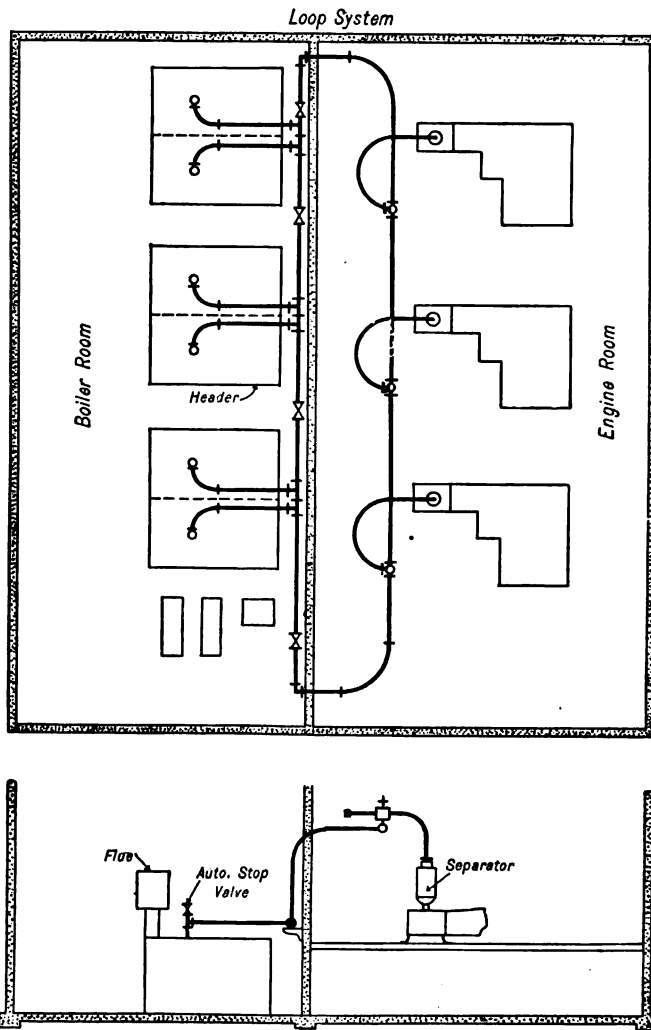 Loop System
Boiler Room
Header
Engine Room
Flue
Auto. Stop
Valve
Separator